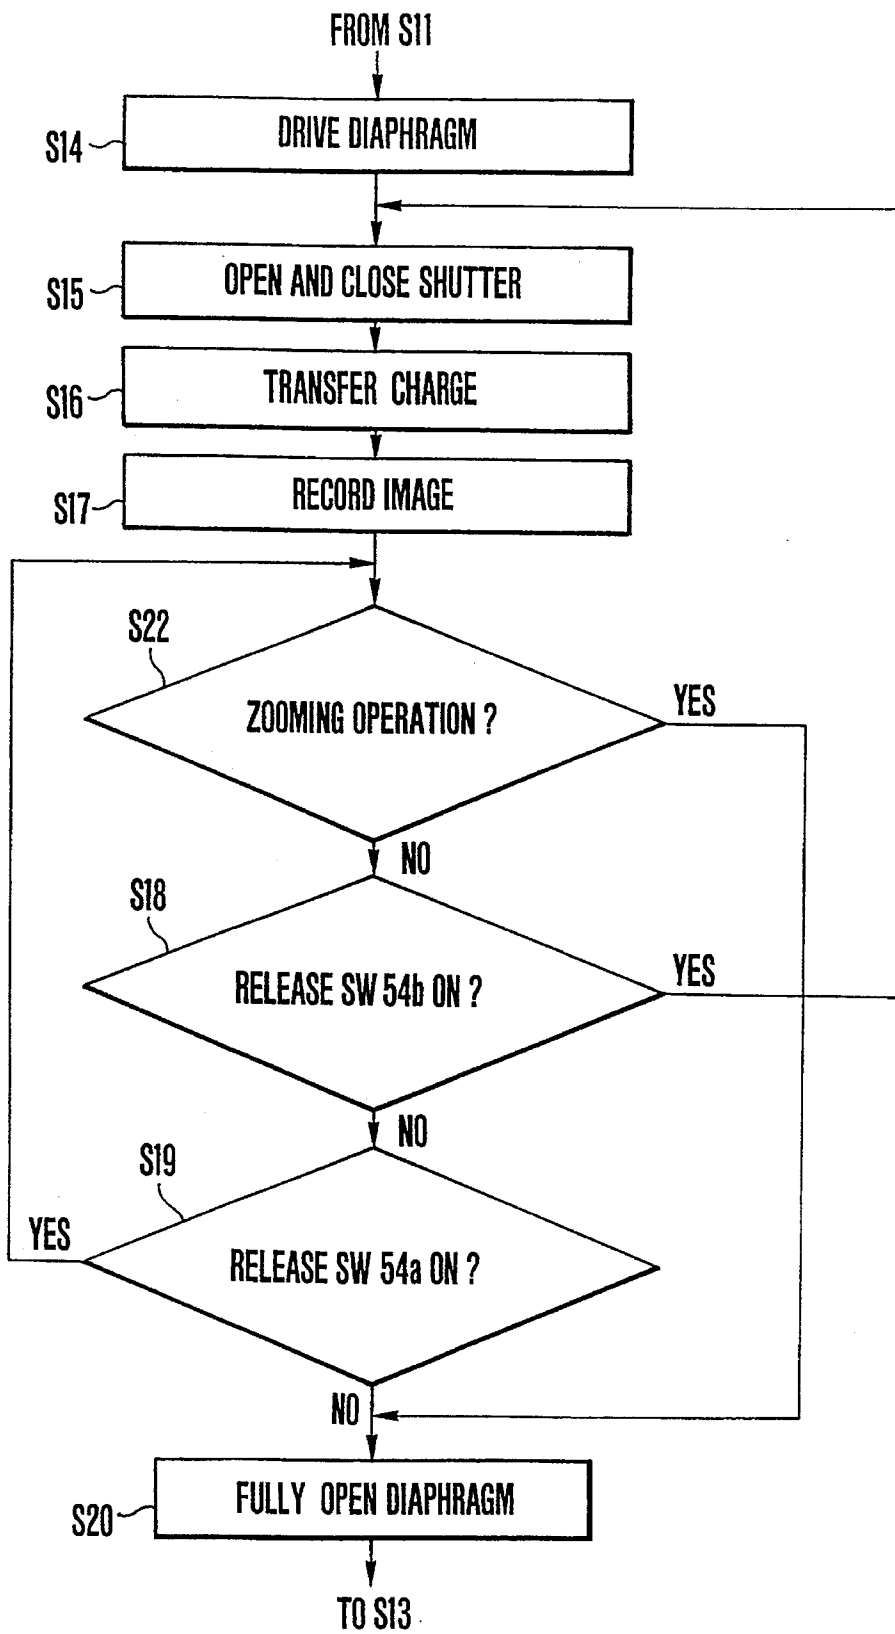 FROM S11
S14
DRIVE DIAPHRAGM
S15
OPEN AND CLOSE SHUTTER
S16
TRANSFER CHARGE
S17
RECORD IMAGE
S22
ZOOMING OPERATION ?
YES
NO
S18
RELEASE SW 54b ON ?
YES
NO
S19
YES
RELEASE SW 54a ON ?
NO
S20
FULLY OPEN DIAPHRAGM
TO S13